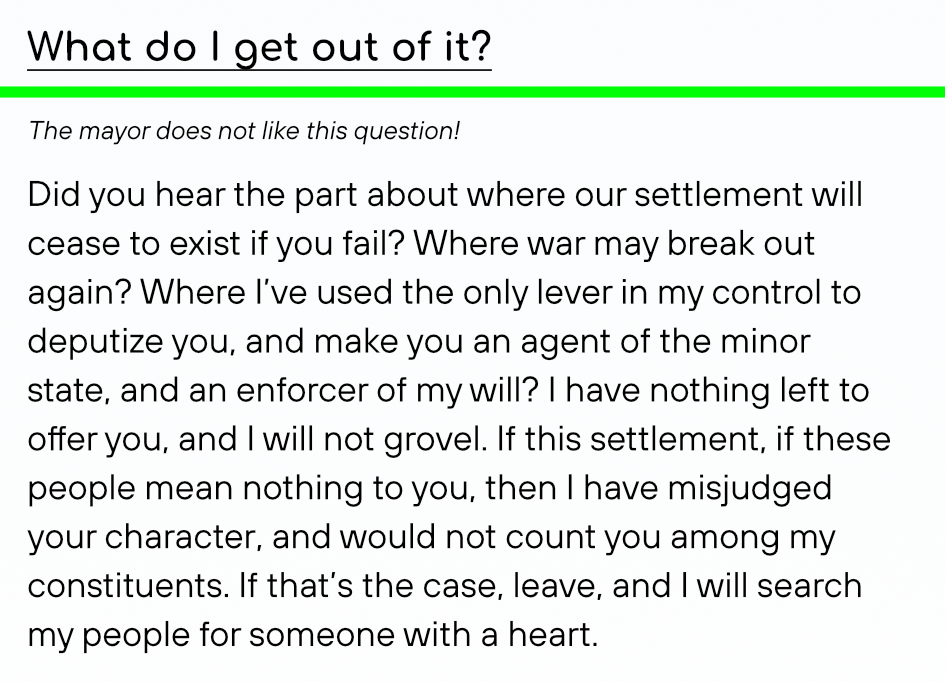 What do I get out of it?
The mayor does not like this question!
Did you hear the part about where our settlement will
cease to exist if you fail? Where war may break out
again? Where I've used the only lever in my control to
deputize you, and make you an agent of the minor
state, and an enforcer of my will? I have nothing left to
offer you, and I will not grovel. If this settlement, if these
people mean nothing to you, then I have misjudged
your character, and would not count you among my
constituents. If that's the case, leave, and I will search
my people for someone with a heart.